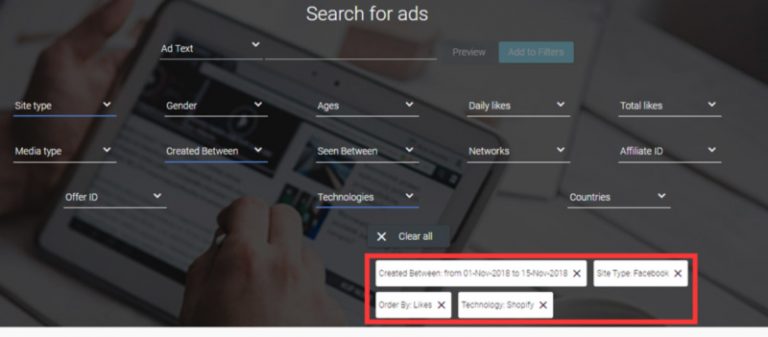 Search for ads
Ad Text
Preview
Add to Filters
Site type Gender Ages Daily likes Total likes
Media type Created Between Seen Between Networks Affiliate ID
Offer ID Technologies Countries
Clear all
Created Between: from 01-Nov-2018 to 15-Nov-2018 Site Type: Facebook
Order By: Likes Technology: Shopify